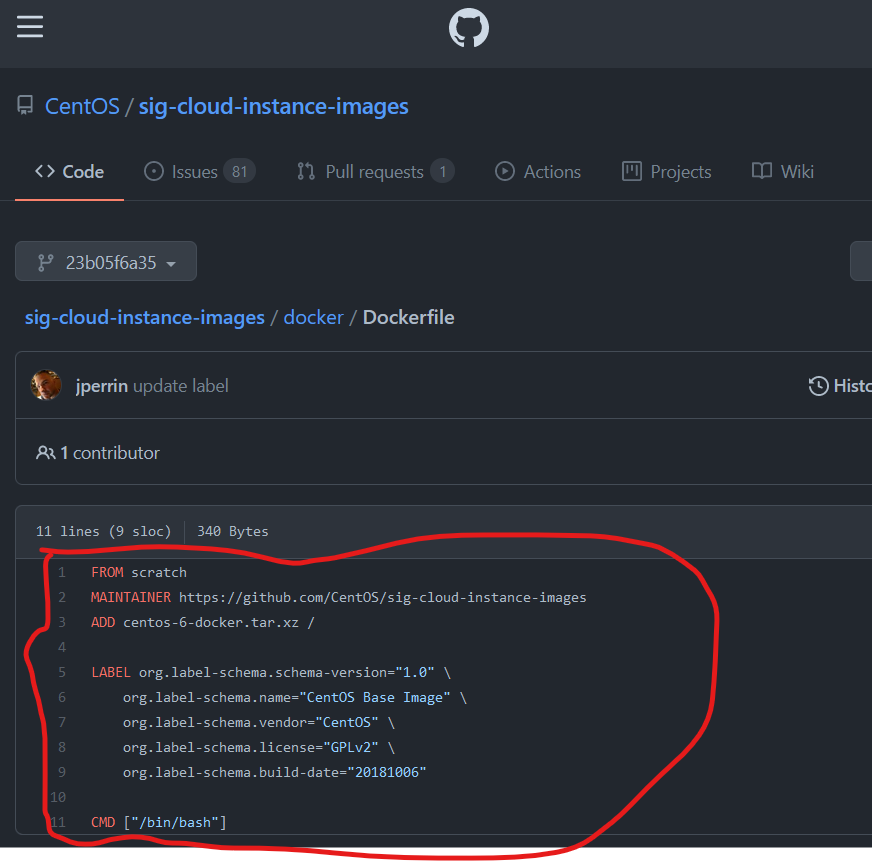 CentOS / sig-cloud-instance-images
Code Issues 81 Pull requests 1 Actions Projects Wiki
23b05f6a35
sig-cloud-instance-images / docker / Dockerfile
jperrin update label Histo
1 contributor
11 lines (9 sloc) 340 Bytes
1 FROM scratch
2 MAINTAINER https://github.com/CentOS/sig-cloud-instance-images
3 ADD centos-6-docker.tar.xz /
4
5 LABEL org.label-schema.schema-version="1.0" \
6 org.label-schema.name="CentOS Base Image" \
7 org.label-schema.vendor="CentOS" \
8 org.label-schema.license="GPLv2" \
9 org.label-schema.build-date="20181006"
10
11 CMD ["/bin/bash"]